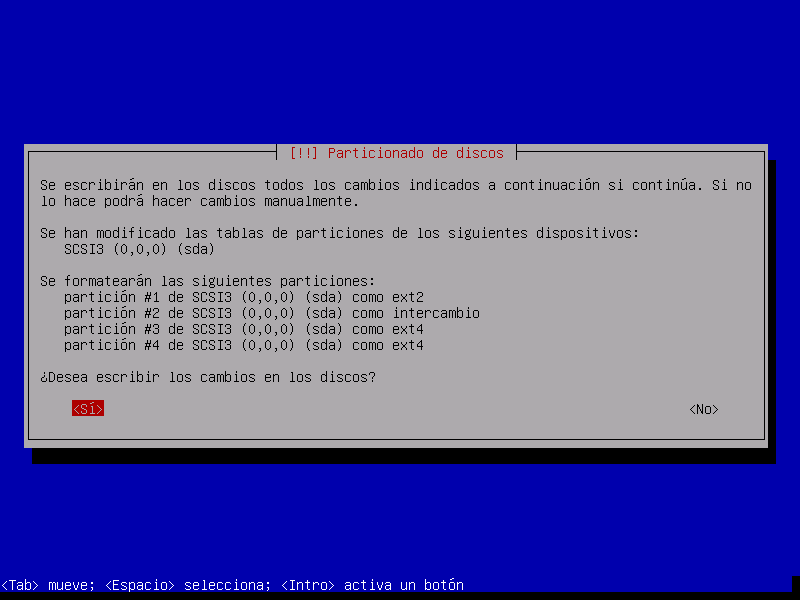 [!!] Particionado de discos
Se escribirán en los discos todos los cambios indicados a continuación si continúa. Si no
lo hace podrá hacer cambios manualmente.
Se han modificado las tablas de particiones de los siguientes dispositivos:
SCSI3 (0,0,0) (sda)
Se formatearán las siguientes particiones:
partición #1 de SCSI3 (0,0,0) (sda) como ext2
partición #2 de SCSI3 (0,0,0) (sda) como intercambio
partición #3 de SCSI3 (0,0,0) (sda) como ext4
partición #4 de SCSI3 (0,0,0) (sda) como ext4
¿Desea escribir los cambios en los discos?
<Sí> <No>
<Tab> mueve; <Espacio> selecciona; <Intro> activa un botón